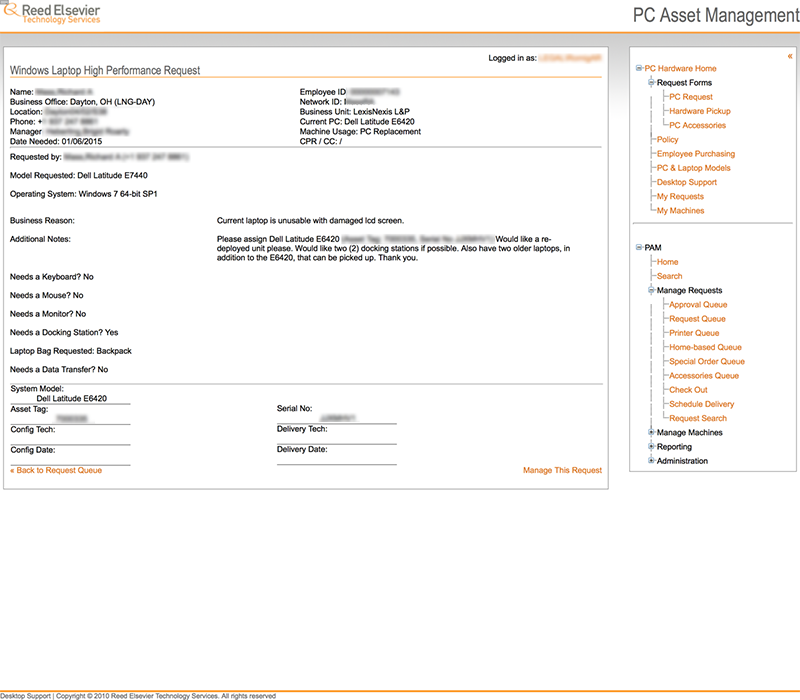 Reed Elsevier
Technology Services
PC Asset Management
Logged in as:
Windows Laptop High Performance Request
Name:
Business Office: Dayton, OH (LNG-DAY)
Location:
Phone:
Manager
Date Needed: 01/06/2015
Employee ID
Network ID:
Business Unit: LexisNexis L&P
Current PC: Dell Latitude E6420
Machine Usage: PC Replacement
CPR / CC: /
Requested by:
Model Requested: Dell Latitude E7440
Operating System: Windows 7 64-bit SP1
Business Reason: Current laptop is unusable with damaged lcd screen.
Additional Notes: Please assign Dell Latitude E6420 Would like a re-
deployed unit please. Would like two (2) docking stations if possible. Also have two older laptops, in
addition to the E6420, that can be picked up. Thank you.
Needs a Keyboard? No
Needs a Mouse? No
Needs a Monitor? No
Needs a Docking Station? Yes
Laptop Bag Requested: Backpack
Needs a Data Transfer? No
System Model:
Dell Latitude E6420
Asset Tag: Serial No:
Config Tech: Delivery Tech:
Config Date: Delivery Date:
« Back to Request Queue Manage This Request
«
PC Hardware Home
Request Forms
PC Request
Hardware Pickup
PC Accessories
Policy
Employee Purchasing
PC & Laptop Models
Desktop Support
My Requests
My Machines
PAM
Home
Search
Manage Requests
Approval Queue
Request Queue
Printer Queue
Home-based Queue
Special Order Queue
Accessories Queue
Check Out
Schedule Delivery
Request Search
Manage Machines
Reporting
Administration
Desktop Support | Copyright © 2010 Reed Elsevier Technology Services. All rights reserved